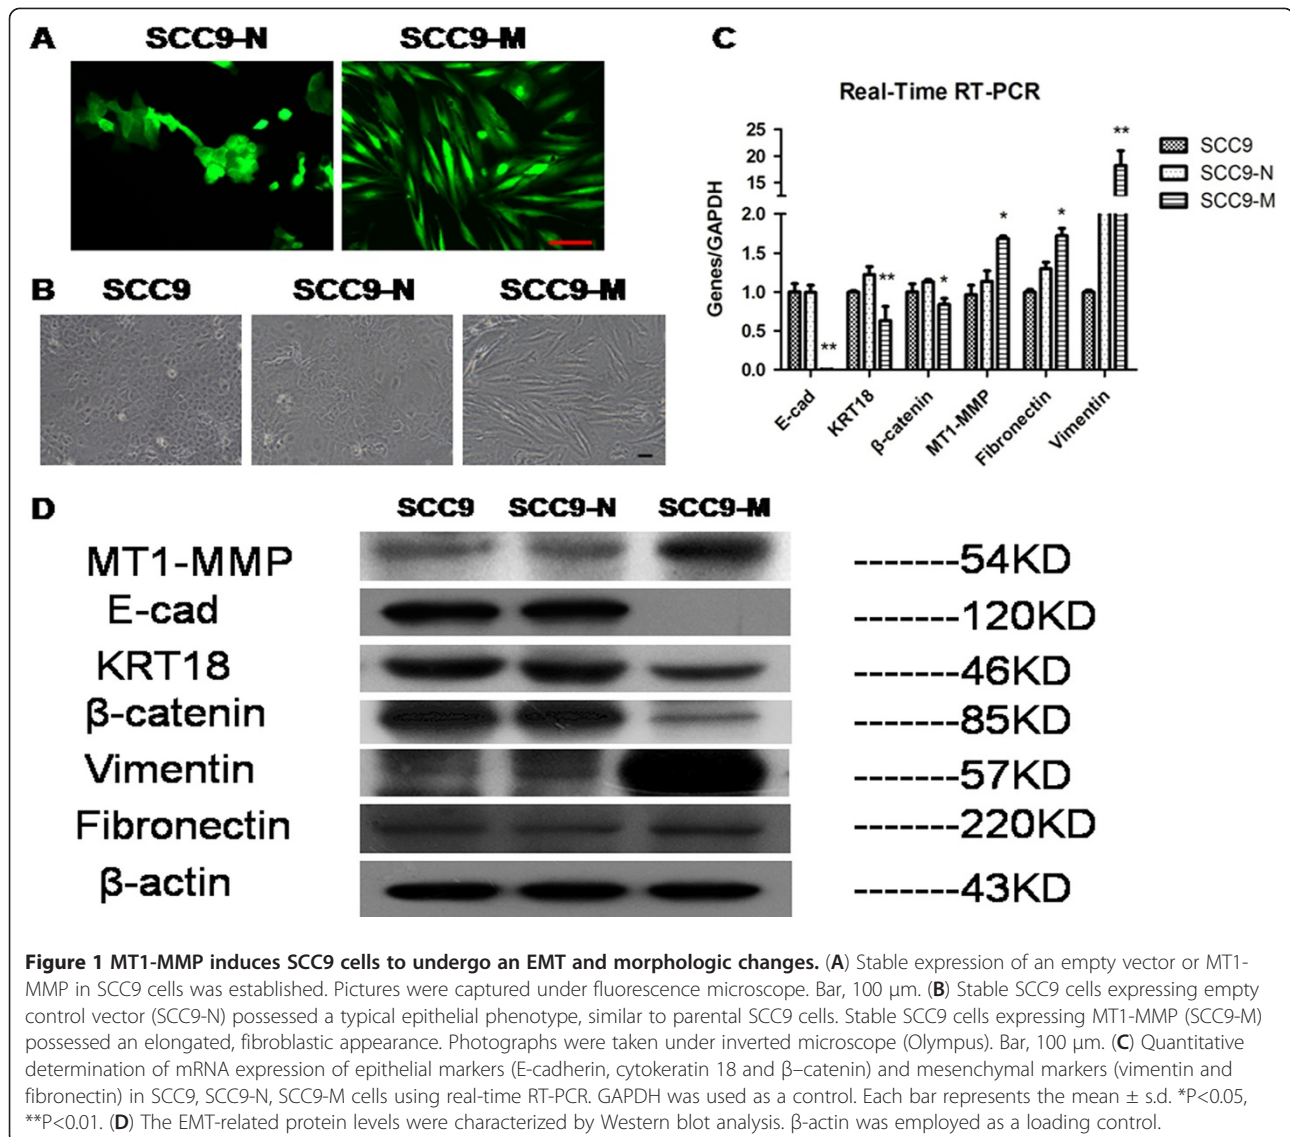 A
SCC9-N
SCC9-M
B
SCC9
SCC9-N
SCC9-M
C
Real-Time RT-PCR
Genes/GAPDH
25
20
15
2.0
1.5
1.0
0.5
0.0
**
**
*
*
*
**
E-cad
KRT18
β-catenin
MT1-MMP
Fibronectin
Vimentin
SCC9
SCC9-N
SCC9-M
D
SCC9
SCC9-N
SCC9-M
MT1-MMP
-------54KD
E-cad
-------120KD
KRT18
-------46KD
β-catenin
-------85KD
Vimentin
-------57KD
Fibronectin
-------220KD
β-actin
-------43KD
Figure 1 MT1-MMP induces SCC9 cells to undergo an EMT and morphologic changes. (A) Stable expression of an empty vector or MT1-
MMP in SCC9 cells was established. Pictures were captured under fluorescence microscope. Bar, 100 μm. (B) Stable SCC9 cells expressing empty
control vector (SCC9-N) possessed a typical epithelial phenotype, similar to parental SCC9 cells. Stable SCC9 cells expressing MT1-MMP (SCC9-M)
possessed an elongated, fibroblastic appearance. Photographs were taken under inverted microscope (Olympus). Bar, 100 μm. (C) Quantitative
determination of mRNA expression of epithelial markers (E-cadherin, cytokeratin 18 and β–catenin) and mesenchymal markers (vimentin and
fibronectin) in SCC9, SCC9-N, SCC9-M cells using real-time RT-PCR. GAPDH was used as a control. Each bar represents the mean ± s.d. *P<0.05,
**P<0.01. (D) The EMT-related protein levels were characterized by Western blot analysis. β-actin was employed as a loading control.